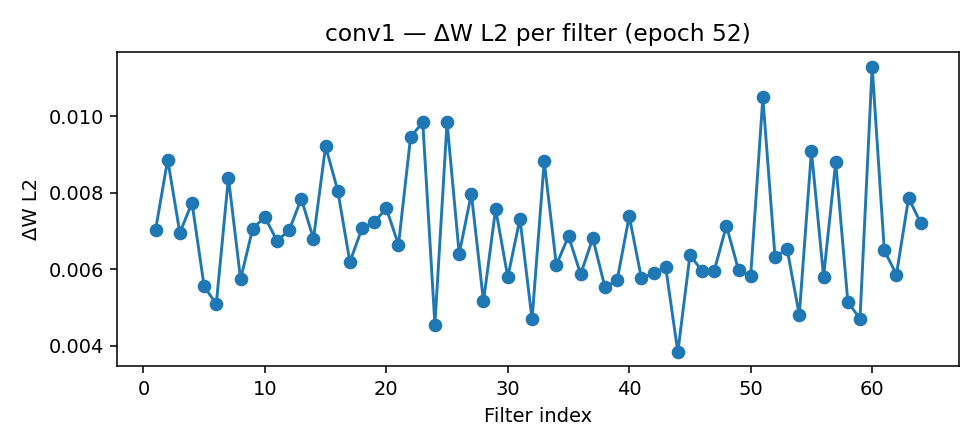 conv1 — ΔW L2 per filter (epoch 52)
ΔW L2
0.010
0.008
0.006
0.004
0 10 20 30 40 50 60
Filter index